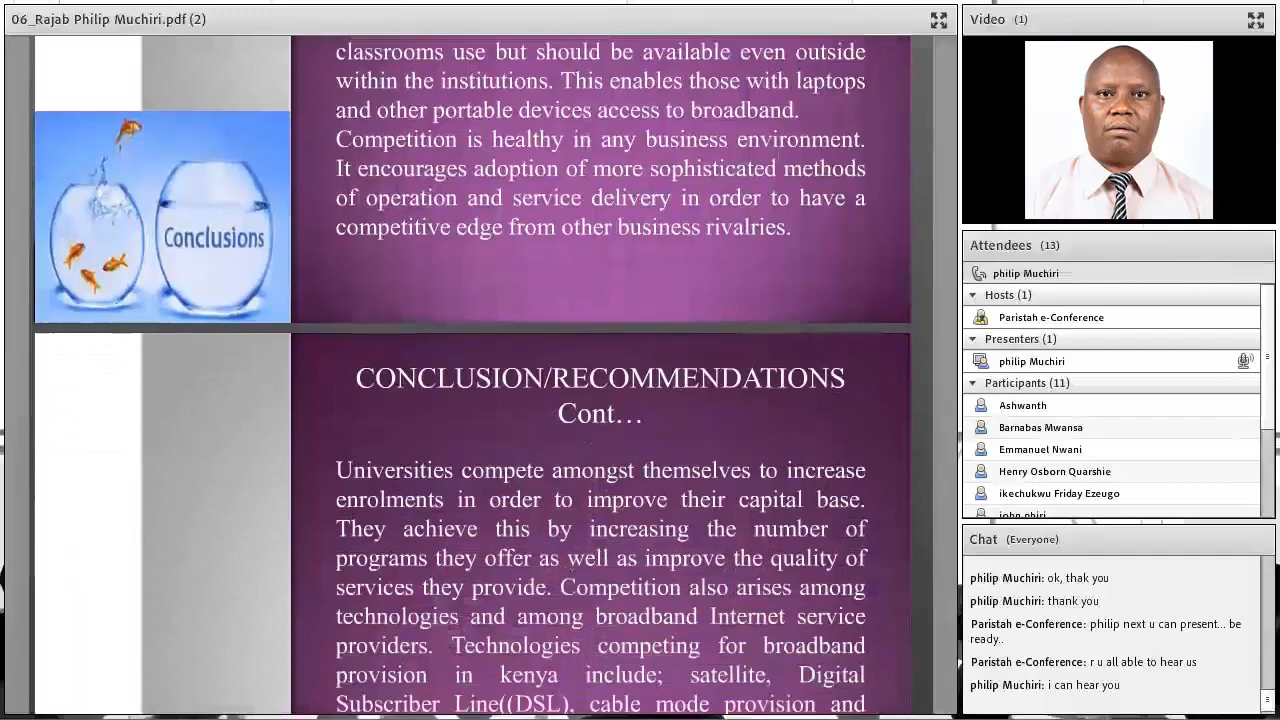 06_Rajab Philip Muchiri.pdf (2)
classrooms use but should be available even outside
within the institutions. This enables those with laptops
and other portable devices access to broadband.
Competition is healthy in any business environment.
It encourages adoption of more sophisticated methods
of operation and service delivery in order to have a
competitive edge from other business rivalries.
Conclusions
CONCLUSION/RECOMMENDATIONS
Cont…
Universities compete amongst themselves to increase
enrolments in order to improve their capital base.
They achieve this by increasing the number of
programs they offer as well as improve the quality of
services they provide. Competition also arises among
technologies and among broadband Internet service
providers. Technologies competing for broadband
provision in kenya include; satellite, Digital
Subscriber Line((DSL), cable mode provision and
Video (1)
Attendees (13)
philip Muchiri
Hosts (1)
Paristah e-Conference
Presenters (1)
philip Muchiri
Participants (11)
Ashwanth
Barnabas Mwansa
Emmanuel Nwani
Henry Osborn Quarshie
ikechukwu Friday Ezeugo
john phiri
Chat (Everyone)
philip Muchiri: ok, thak you
philip Muchiri: thank you
Paristah e-Conference: philip next u can present... be
ready..
Paristah e-Conference: r u all able to hear us
philip Muchiri: i can hear you